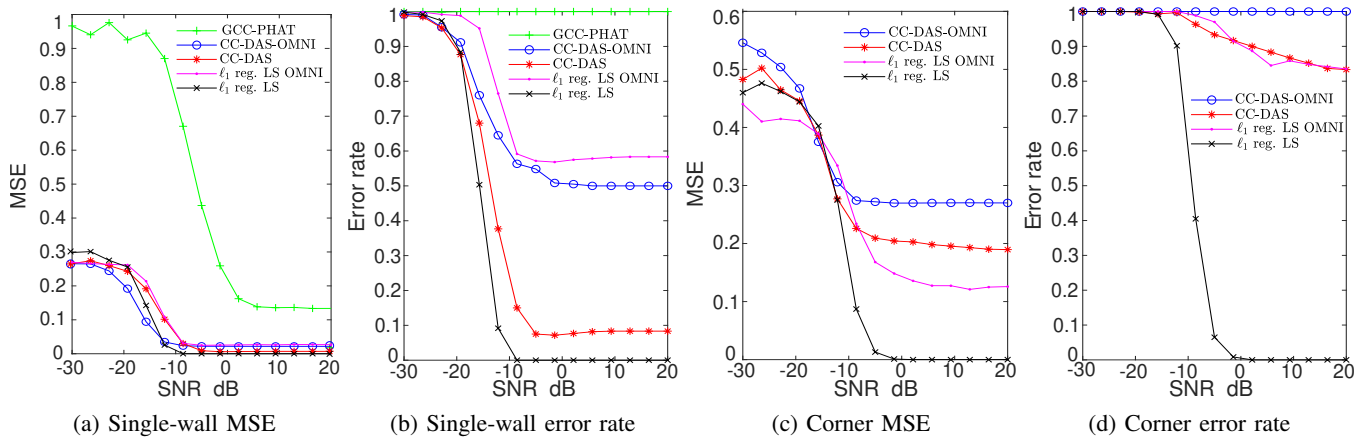 1
0.9
0.8
0.7
0.6
0.5
0.4
0.3
0.2
0.1
0
MSE
-30 -20 -10 0 10 20
SNR dB
GCC-PHAT
CC-DAS-OMNI
CC-DAS
ℓ1 reg. LS OMNI
ℓ1 reg. LS
(a) Single-wall MSE
1
0.9
0.8
0.7
0.6
0.5
0.4
0.3
0.2
0.1
0
Error rate
-30 -20 -10 0 10 20
SNR dB
GCC-PHAT
CC-DAS-OMNI
CC-DAS
ℓ1 reg. LS OMNI
ℓ1 reg. LS
(b) Single-wall error rate
0.6
0.5
0.4
0.3
0.2
0.1
0
MSE
-30 -20 -10 0 10 20
SNR dB
CC-DAS-OMNI
CC-DAS
ℓ1 reg. LS OMNI
ℓ1 reg. LS
(c) Corner MSE
1
0.9
0.8
0.7
0.6
0.5
0.4
0.3
0.2
0.1
0
Error rate
-30 -20 -10 0 10 20
SNR dB
CC-DAS-OMNI
CC-DAS
ℓ1 reg. LS OMNI
ℓ1 reg. LS
(d) Corner error rate